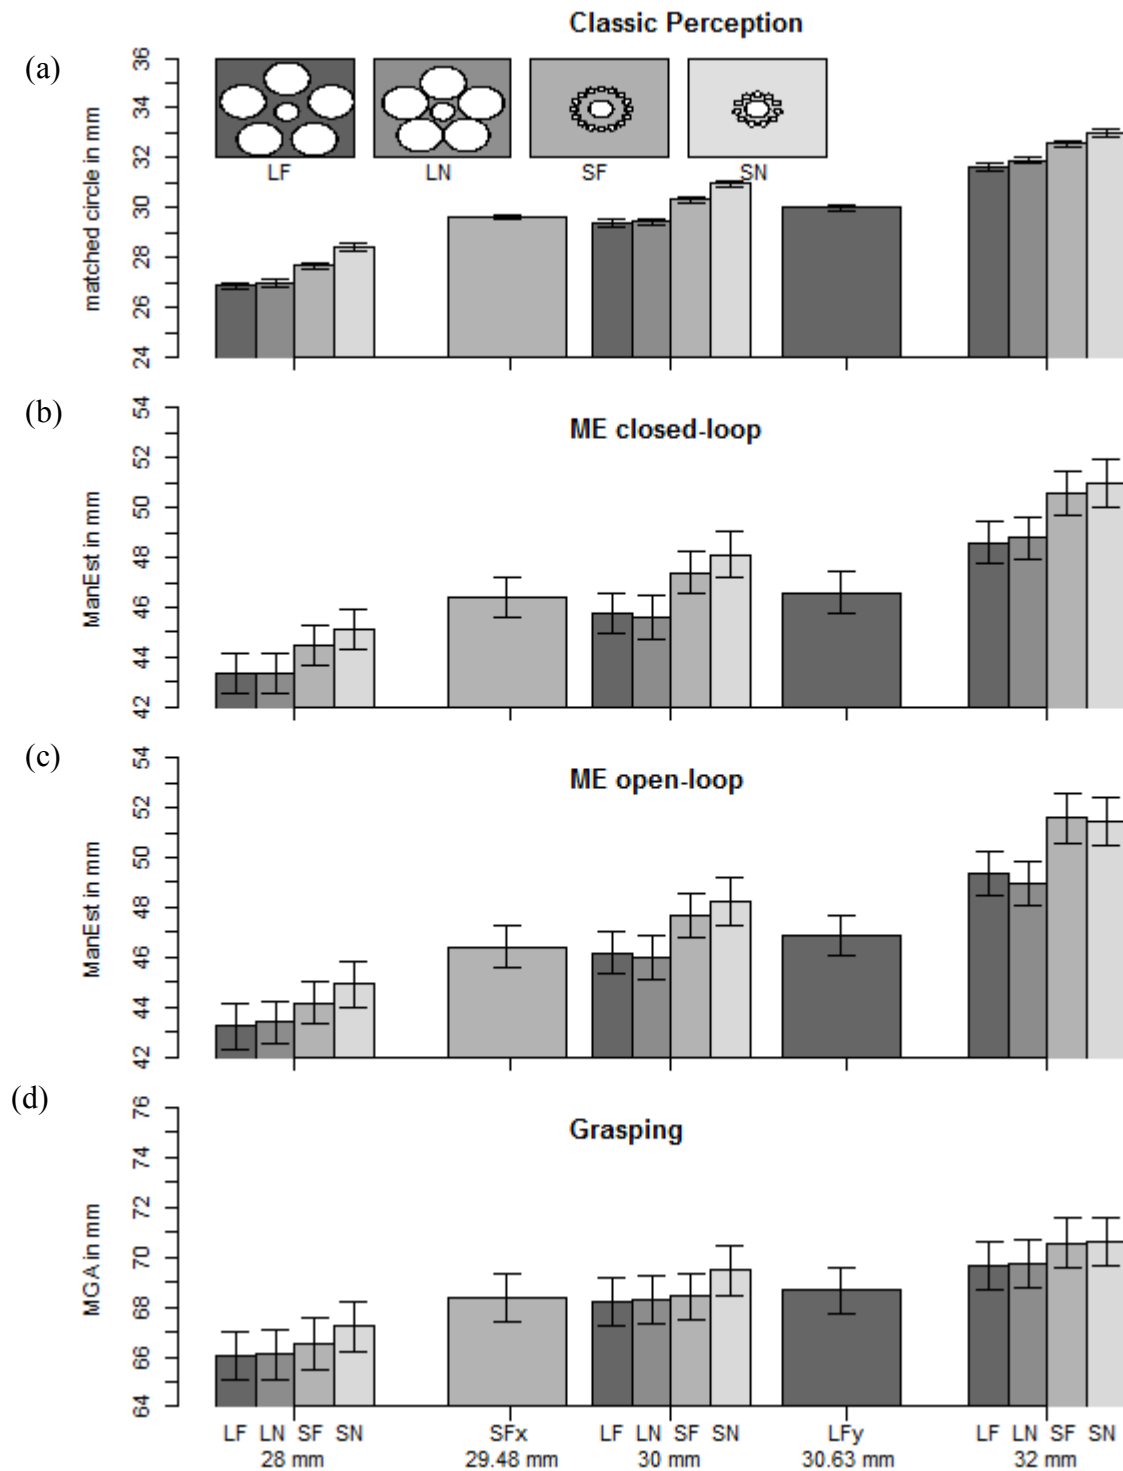 Classic Perception
(a)
matched circle in mm
24 26 28 30 32 34 36
LF LN SF SN
(b)
ME closed-loop
ManEst in mm
42 44 46 48 50 52 54
(c)
ME open-loop
ManEst in mm
42 44 46 48 50 52 54
(d)
Grasping
MGA in mm
64 66 68 70 72 74 76
LF LN SF SN SFx LF LN SF SN LFy LF LN SF SN
28 mm 29.48 mm 30 mm 30.63 mm 32 mm